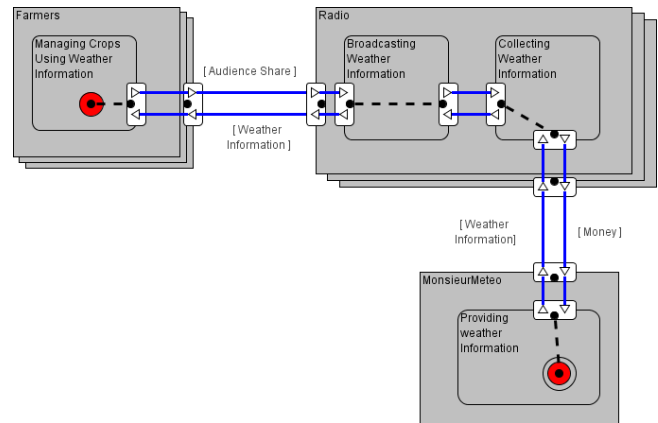 Farmers
Managing Crops
Using Weather
Information
[ Audience Share ]
[ Weather
Information ]
Radio
Broadcasting
Weather
Information
Collecting
Weather
Information
[ Weather
Information]
[ Money ]
MonsieurMeteo
Providing
weather
Information